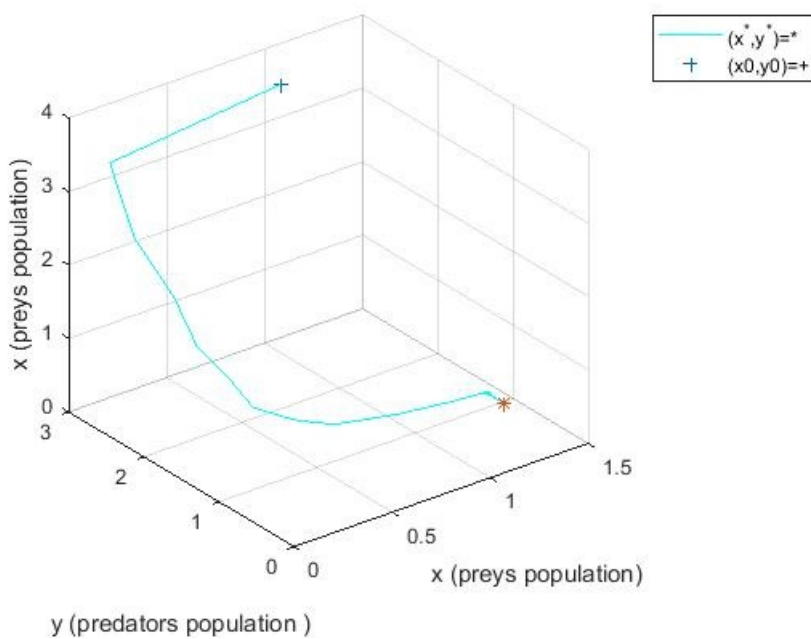 (x*,y*)=*
(x0,y0)=+
4
3
2
1
0
x (preys population)
3
2
1
0
y (predators population )
0
0.5
1
1.5
x (preys population)